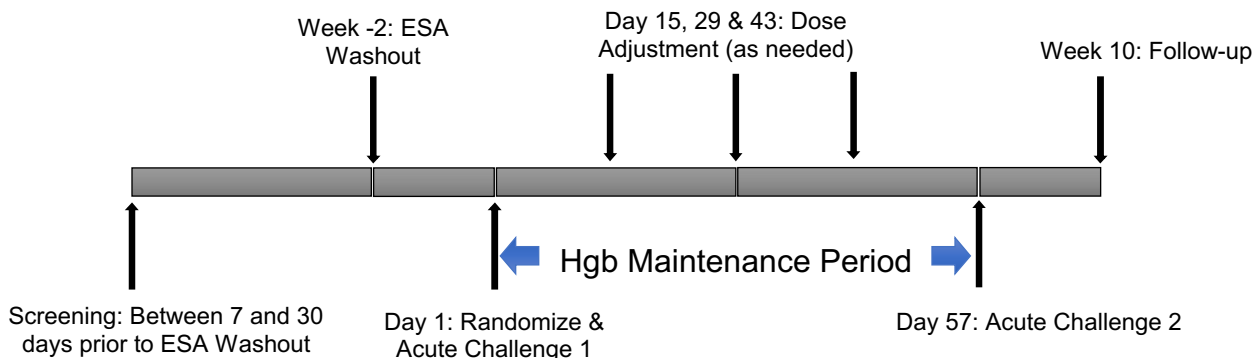 Week -2: ESA
Washout
Day 15, 29 & 43: Dose
Adjustment (as needed)
Week 10: Follow-up
Hgb Maintenance Period
Screening: Between 7 and 30
days prior to ESA Washout
Day 1: Randomize &
Acute Challenge 1
Day 57: Acute Challenge 2